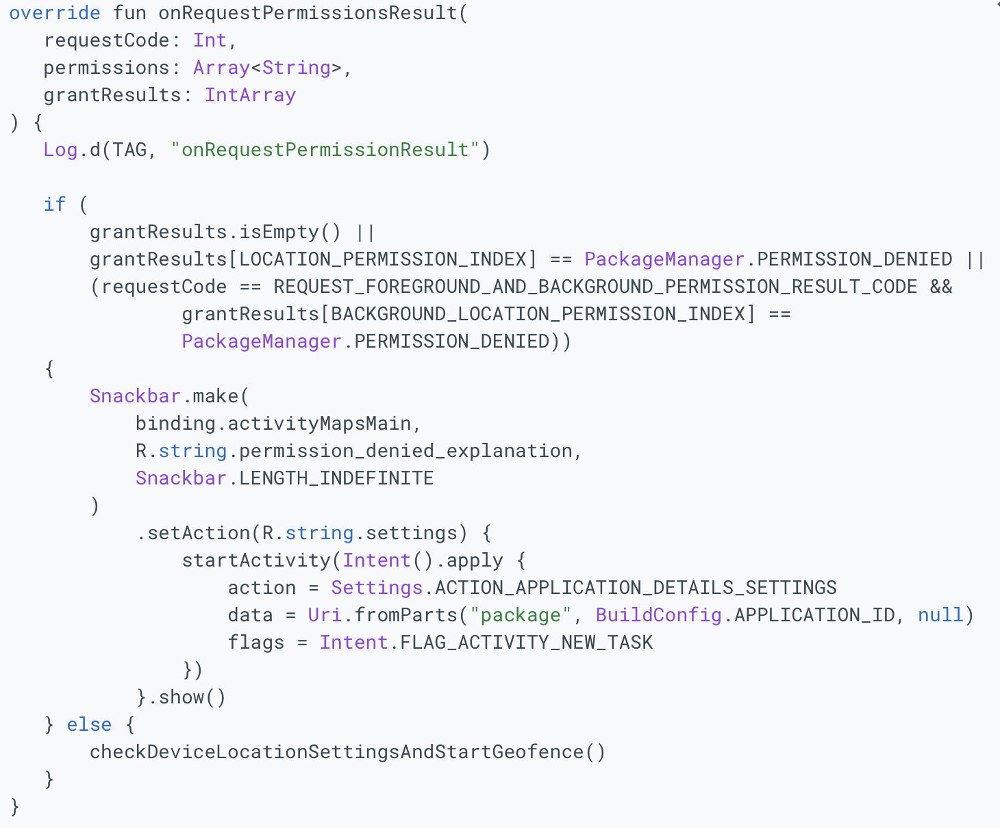 override fun onRequestPermissionsResult(
   requestCode: Int,
   permissions: Array<String>,
   grantResults: IntArray
) {
   Log.d(TAG, "onRequestPermissionResult")

   if (
       grantResults.isEmpty() ||
       grantResults[LOCATION_PERMISSION_INDEX] == PackageManager.PERMISSION_DENIED ||
       (requestCode == REQUEST_FOREGROUND_AND_BACKGROUND_PERMISSION_RESULT_CODE &&
               grantResults[BACKGROUND_LOCATION_PERMISSION_INDEX] ==
               PackageManager.PERMISSION_DENIED))
   {
       Snackbar.make(
           binding.activityMapsMain,
           R.string.permission_denied_explanation,
           Snackbar.LENGTH_INDEFINITE
       )
           .setAction(R.string.settings) {
               startActivity(Intent().apply {
                   action = Settings.ACTION_APPLICATION_DETAILS_SETTINGS
                   data = Uri.fromParts("package", BuildConfig.APPLICATION_ID, null)
                   flags = Intent.FLAG_ACTIVITY_NEW_TASK
               })
           }.show()
   } else {
       checkDeviceLocationSettingsAndStartGeofence()
   }
}